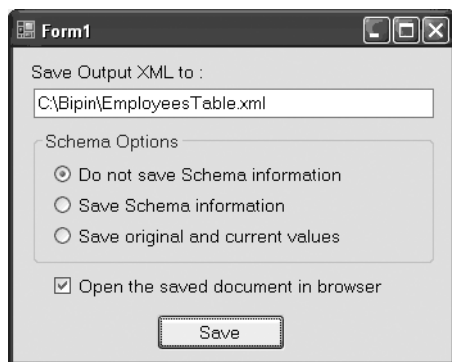 Form1
Save Output XML to :
C:\Bipin\EmployeesTable.xml
Schema Options
Do not save Schema information
Save Schema information
Save original and current values
Open the saved document in browser
Save